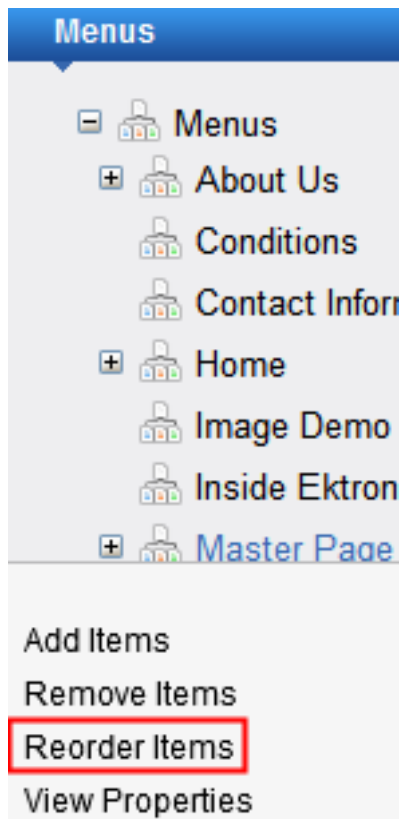 Menus
Menus
About Us
Conditions
Contact
Home
Image Demo
Inside Ektron
Master Page
Add Items
Remove Items
Reorder Items
View Properties